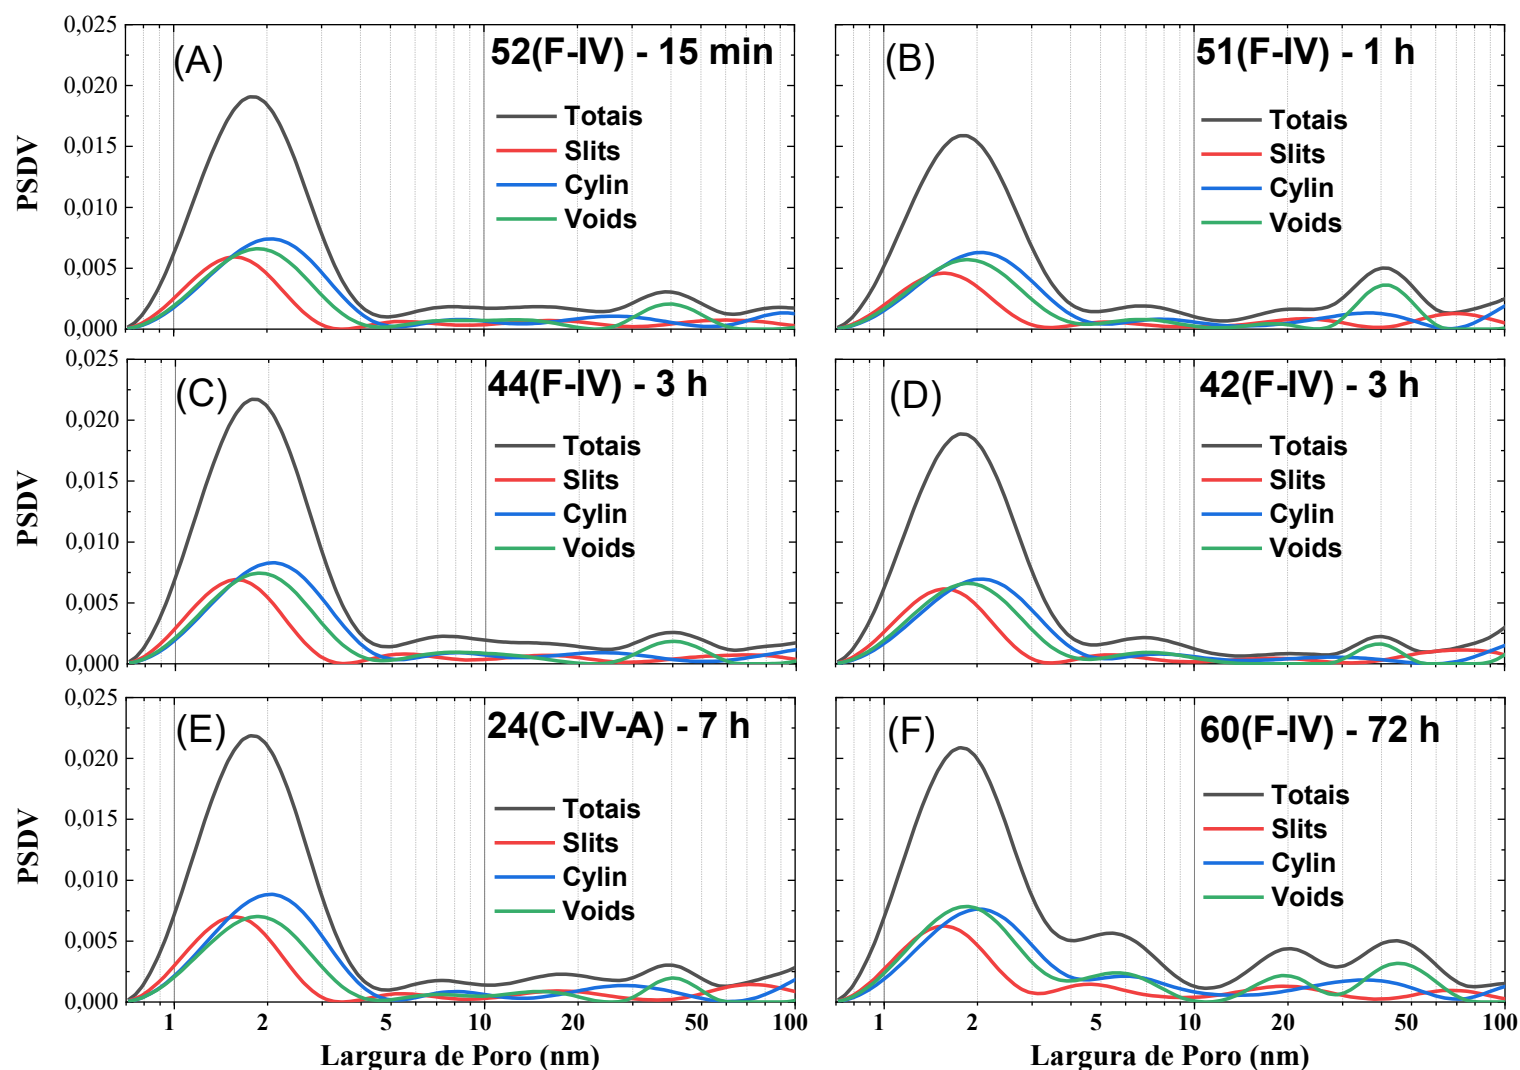 (A)
52(F-IV) - 15 min
Totais
Slits
Cylin
Voids
PSDV
0,025
0,020
0,015
0,010
0,005
0,000
(B)
51(F-IV) - 1 h
Totais
Slits
Cylin
Voids
(C)
44(F-IV) - 3 h
Totais
Slits
Cylin
Voids
PSDV
0,025
0,020
0,015
0,010
0,005
0,000
(D)
42(F-IV) - 3 h
Totais
Slits
Cylin
Voids
(E)
24(C-IV-A) - 7 h
Totais
Slits
Cylin
Voids
PSDV
0,025
0,020
0,015
0,010
0,005
0,000
1 2 5 10 20 50 100
Largura de Poro (nm)
(F)
60(F-IV) - 72 h
Totais
Slits
Cylin
Voids
1 2 5 10 20 50 100
Largura de Poro (nm)